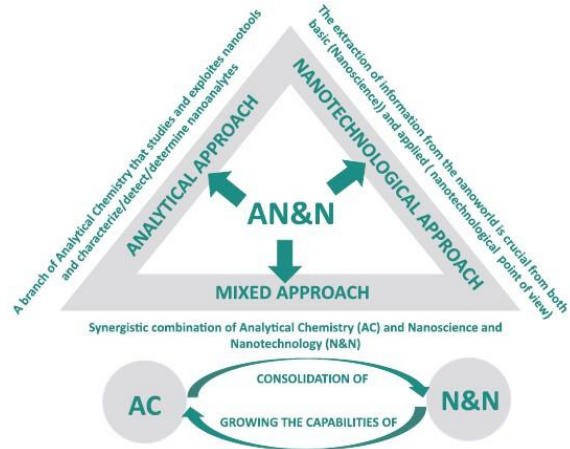 A branch of Analytical Chemistry that studies and exploites nanotools
and characterize/detect/determine nanoanalytes
ANALYTICAL APPROACH
The extraction of information from the nanoworld is crucial from both
basic (Nanoscience)) and applied ( nanotechnological point of view)
NANOTECHNOLOGICAL APPROACH
AN&N
MIXED APPROACH
Synergistic combination of Analytical Chemistry (AC) and Nanoscience and
Nanotechnology (N&N)
CONSOLIDATION OF
AC
N&N
GROWING THE CAPABILITIES OF